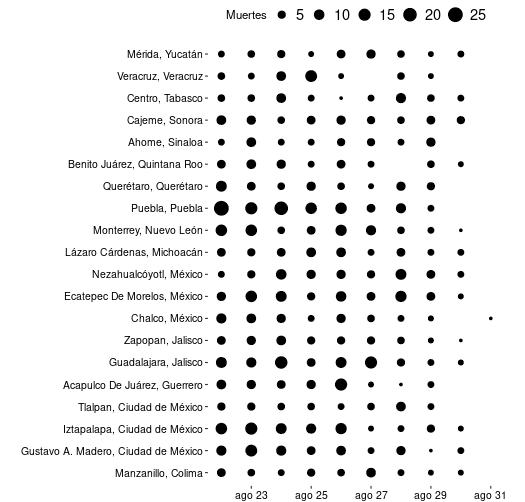 Muertes 5 10 15 20 25
Mérida, Yucatán
Veracruz, Veracruz
Centro, Tabasco
Cajeme, Sonora
Ahome, Sinaloa
Benito Juárez, Quintana Roo
Querétaro, Querétaro
Puebla, Puebla
Monterrey, Nuevo León
Lázaro Cárdenas, Michoacán
Nezahualcóyotl, México
Ecatepec De Morelos, México
Chalco, México
Zapopan, Jalisco
Guadalajara, Jalisco
Acapulco De Juárez, Guerrero
Tlalpan, Ciudad de México
Iztapalapa, Ciudad de México
Gustavo A. Madero, Ciudad de México
Manzanillo, Colima
ago 23 ago 25 ago 27 ago 29 ago 31